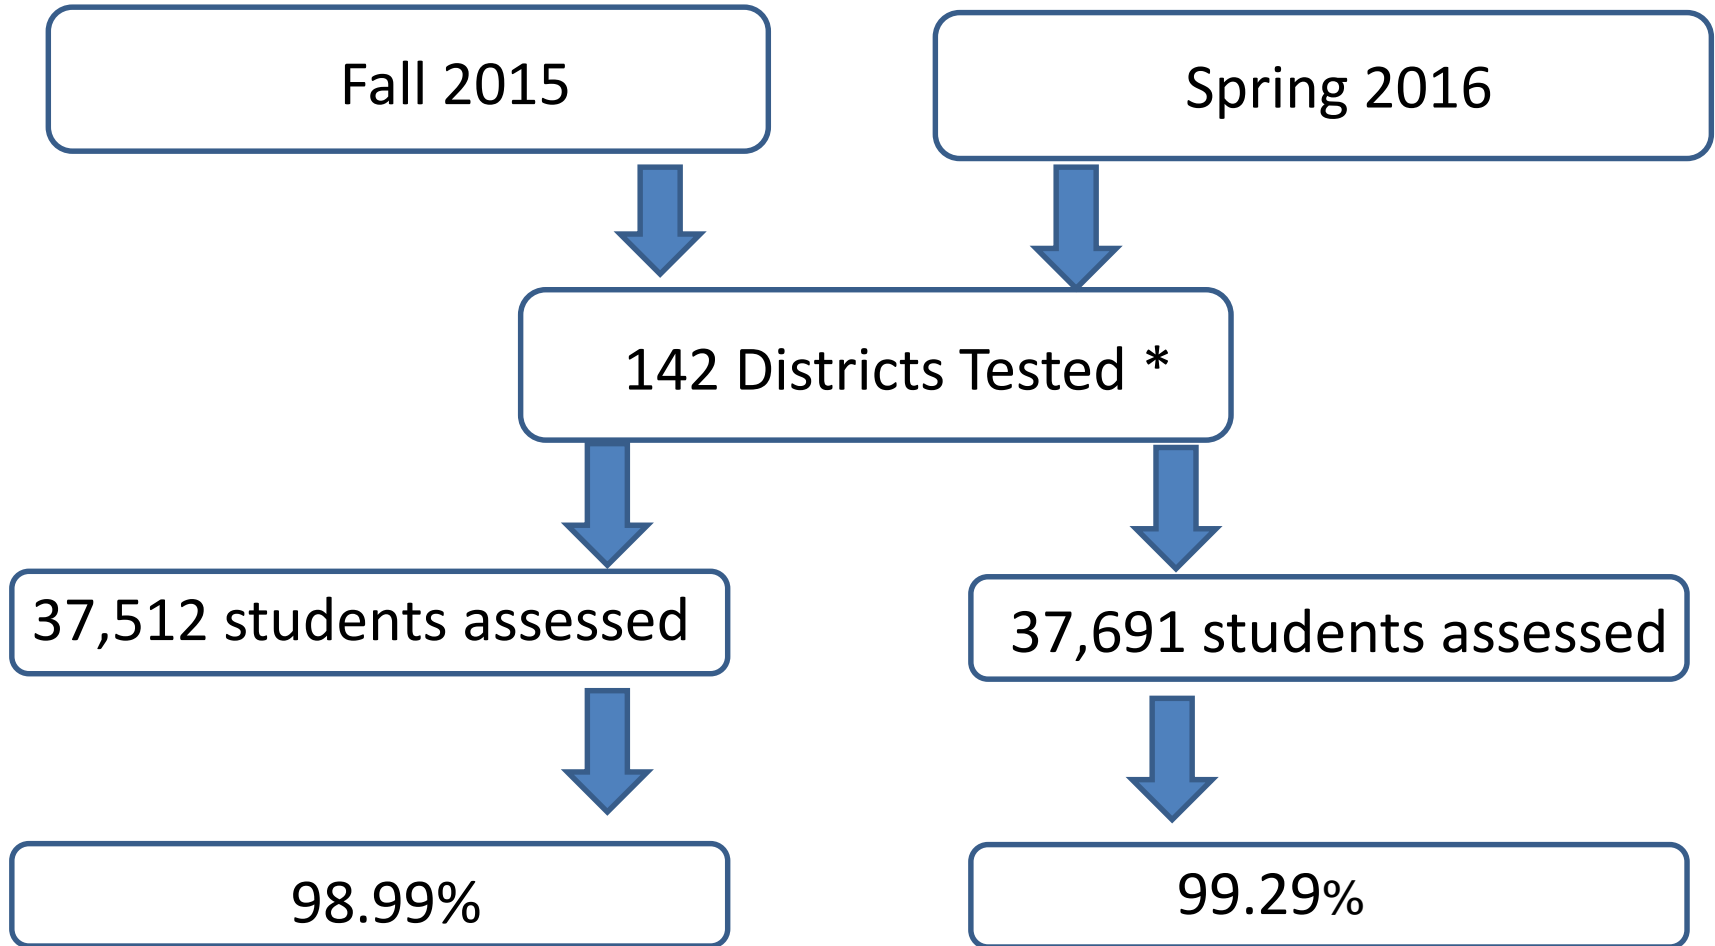 Fall 2015
Spring 2016
142 Districts Tested *
37,512 students assessed
37,691 students assessed
98.99%
99.29%